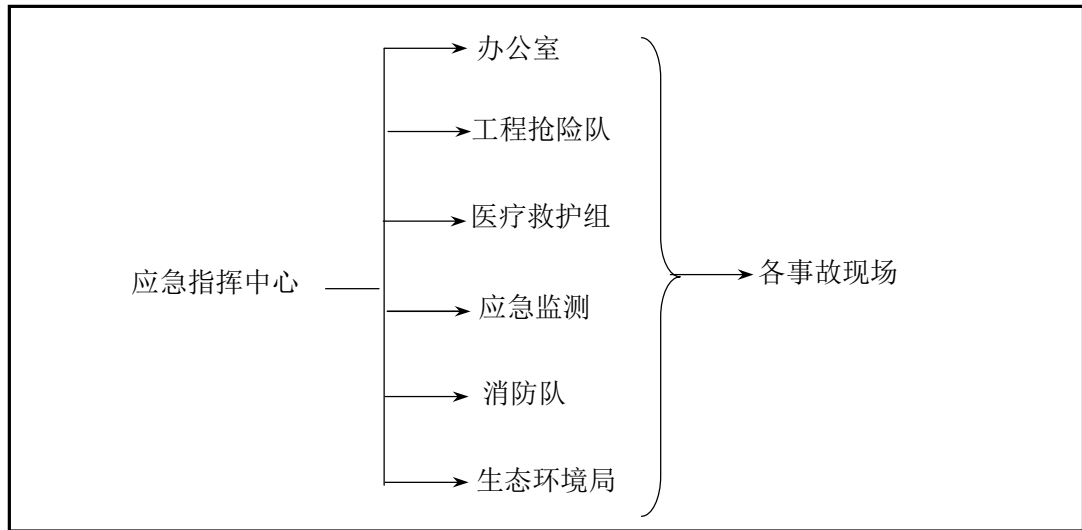 办公室
工程抢险队
医疗救护组
应急指挥中心
各事故现场
应急监测
消防队
生态环境局